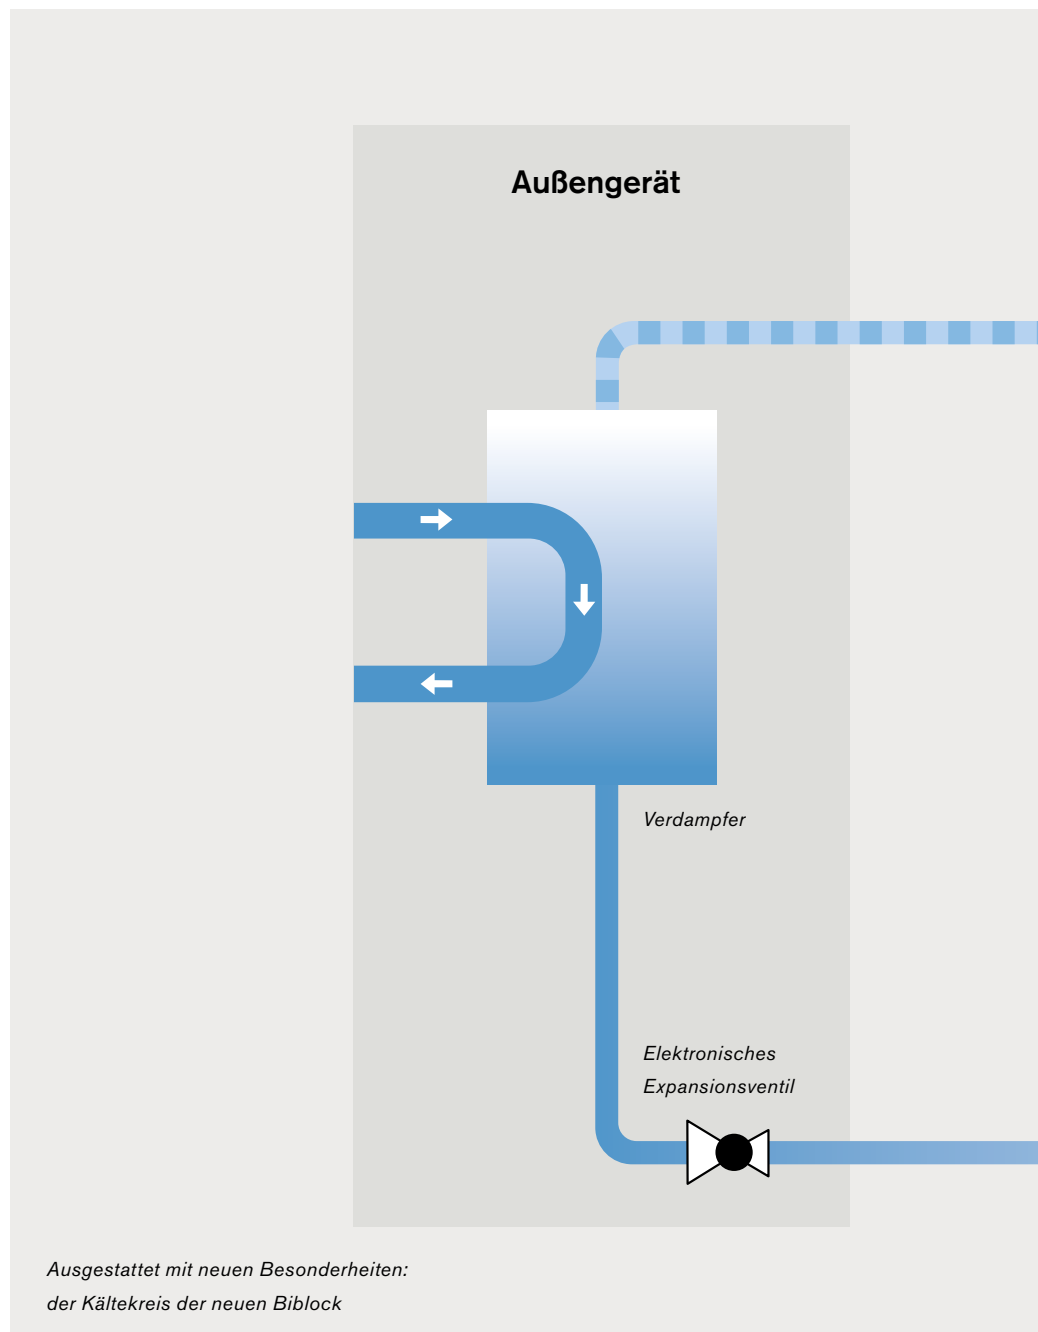 Außengerät
Verdampfer
Elektronisches
Expansionsventil
Ausgestattet mit neuen Besonderheiten:
der Kältekreis der neuen Biblock